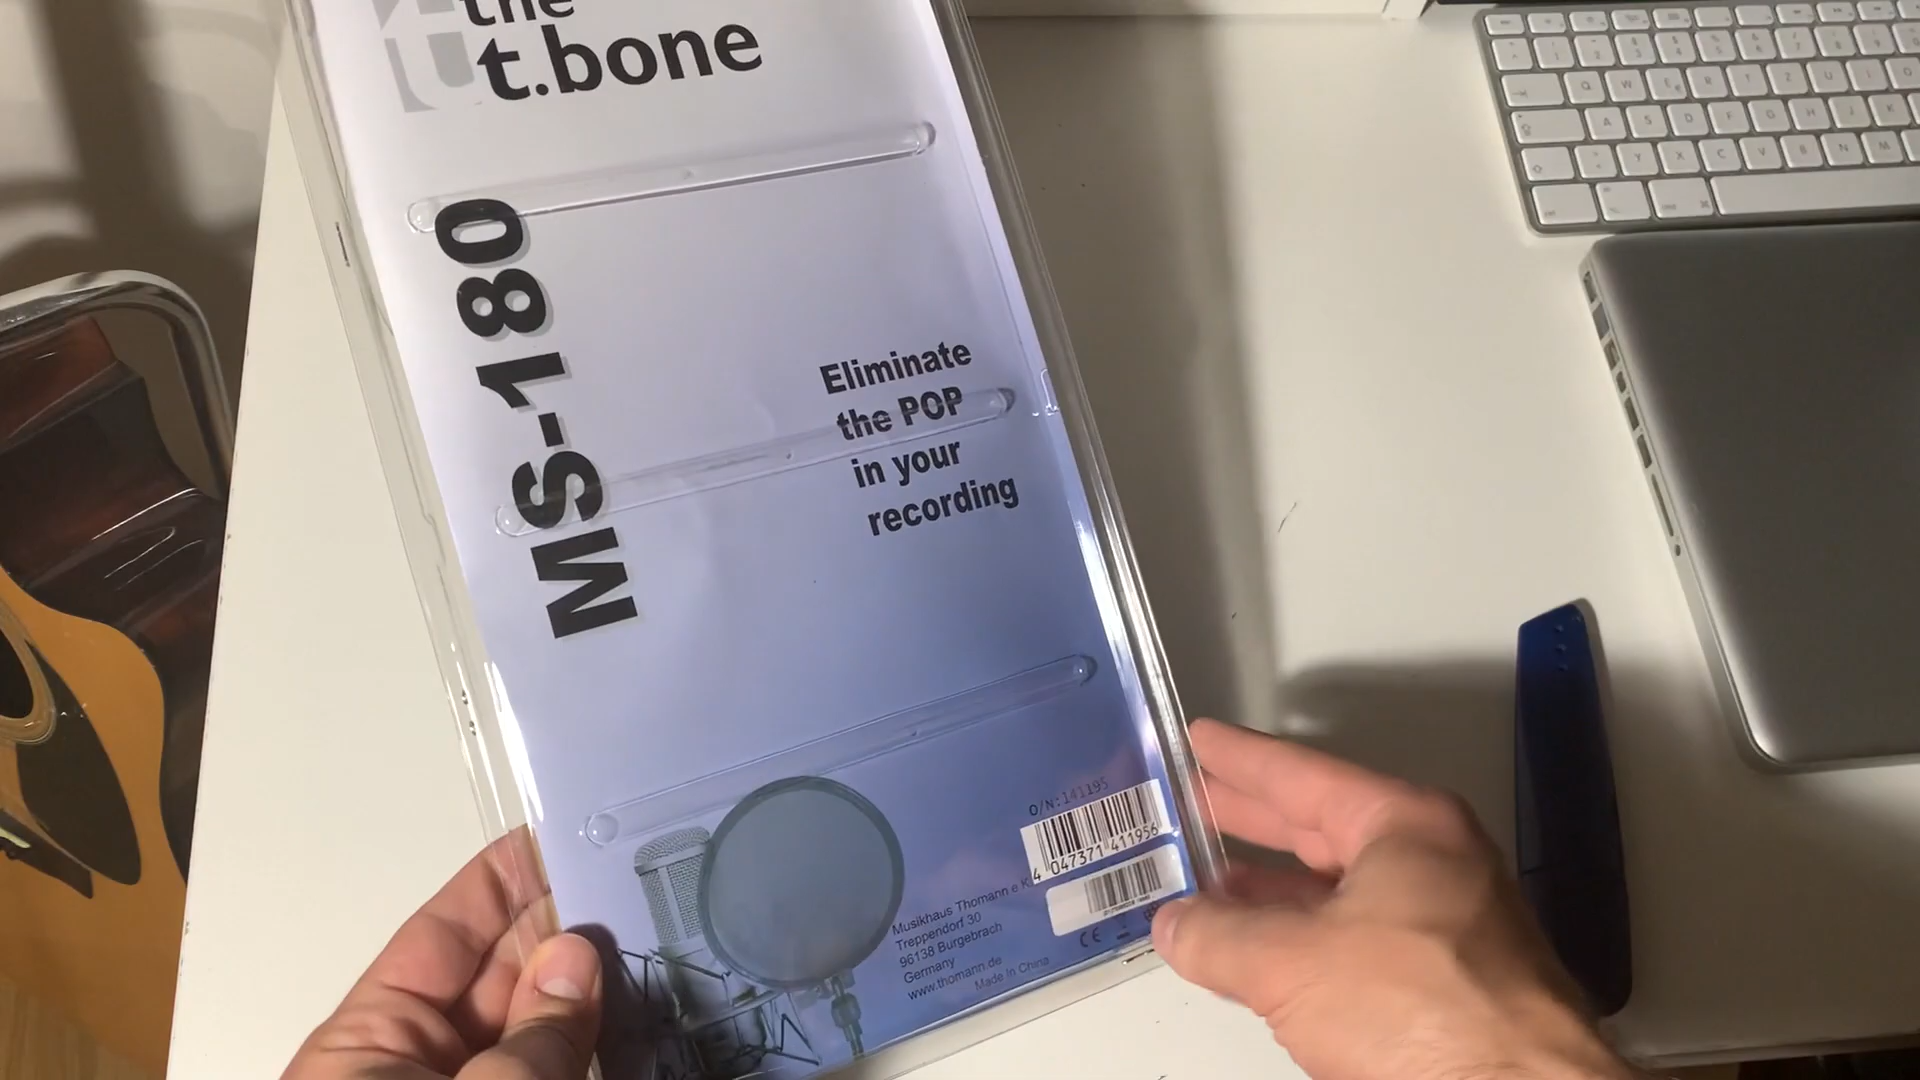 the
t.bone
MS-180
Eliminate
the POP
in your
recording
O/N:141195
4 047371 411956
Musikhaus Thomann e.K.
Treppendorf 30
96138 Burgebrach
Germany
www.thomann.de
Made In China
CE
Q W E R T Z U I O
A S D F G H J K
Y X C V B N M